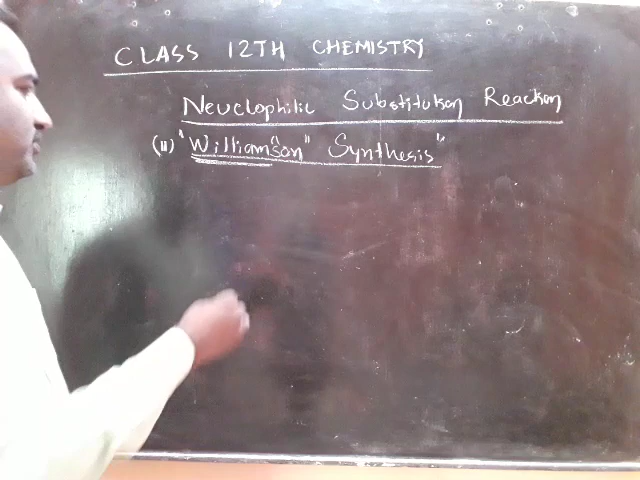 CLASS 12TH CHEMISTRY
Neuclophilic Substitution Reaction
(ii) "Williamson" Synthesis"